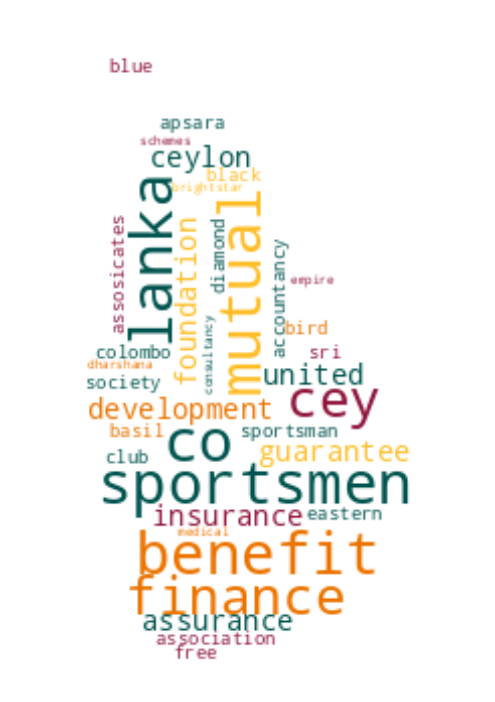 blue
apsara
schemes
ceylon
black
brightstar
lanka
mutual
assosicates
foundation
diamond
accountancy
consultancy
empire
bird
colombo
sri
dharshana
society
united
cey
development
basil
co
sportsman
club
guarantee
sportsmen
insurance
eastern
medical
benefit
finance
assurance
association
free